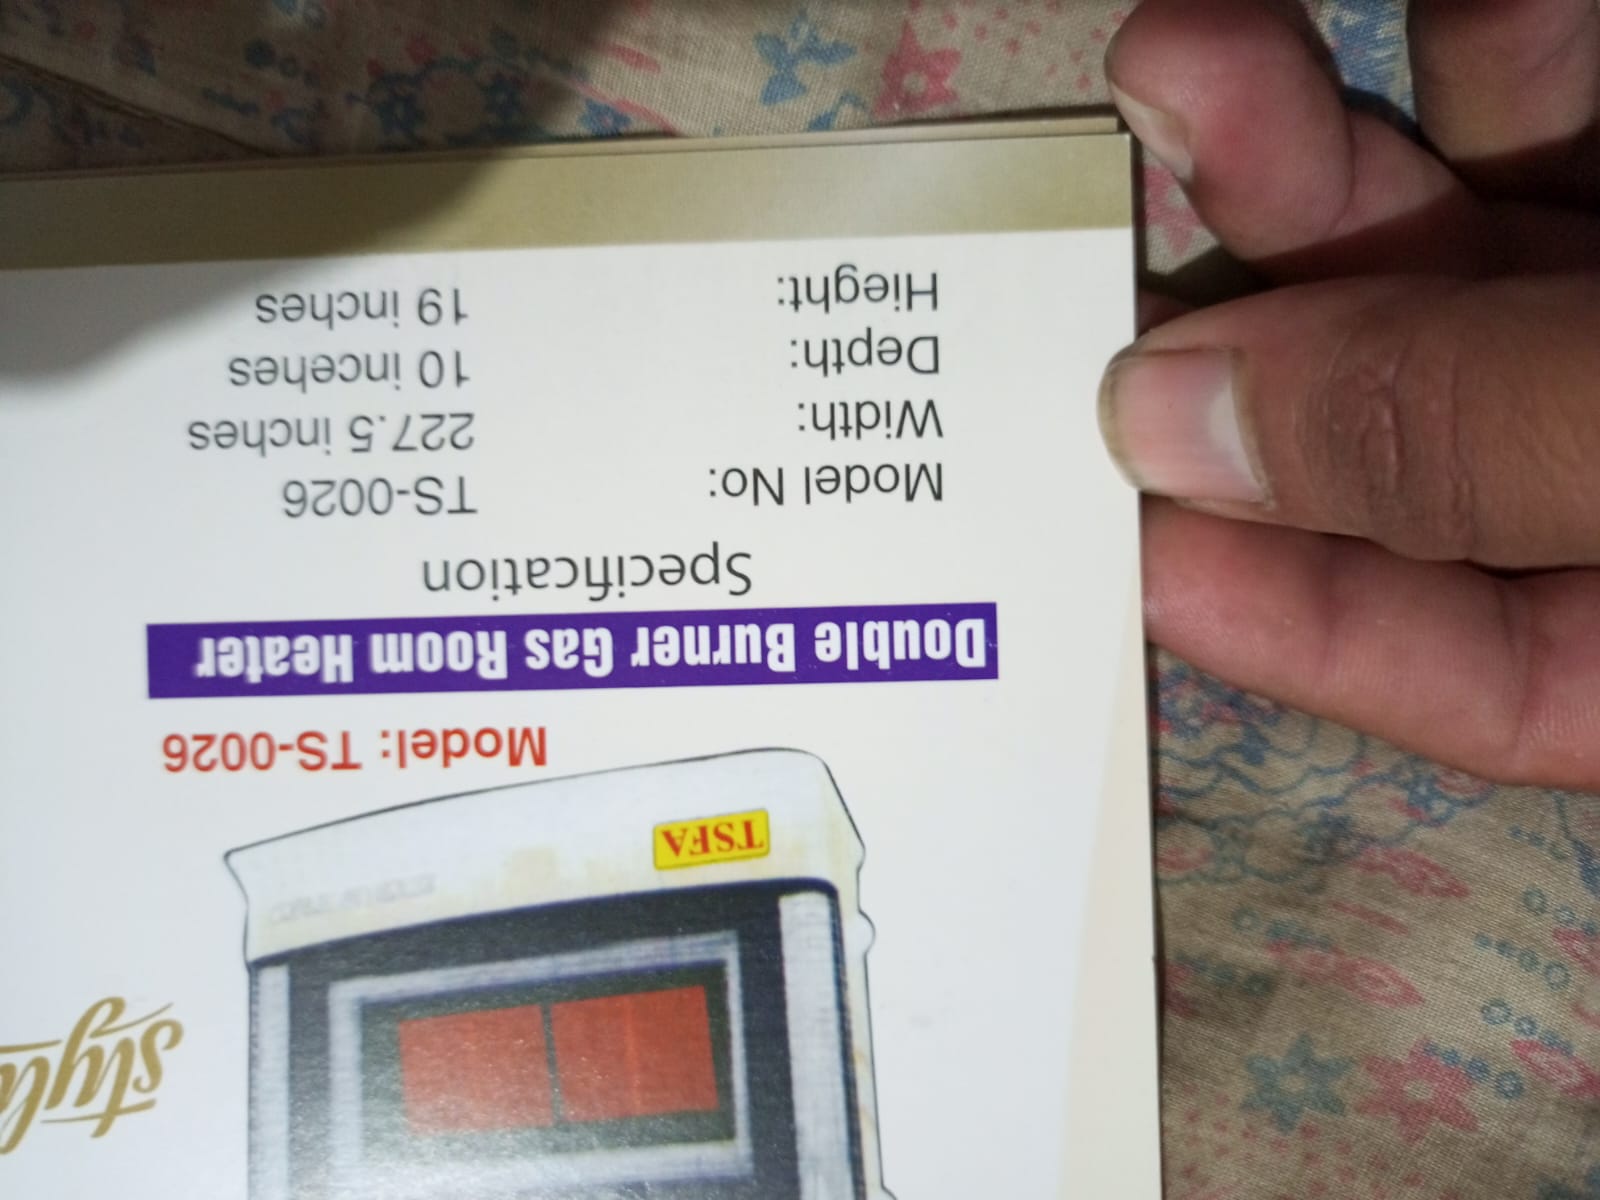 TSFA
Model: TS-0026
Double Burner Gas Room Heater
Specification
Model No: TS-0026
Width: 227.5 inches
Depth: 10 incehes
Hieght: 19 inches